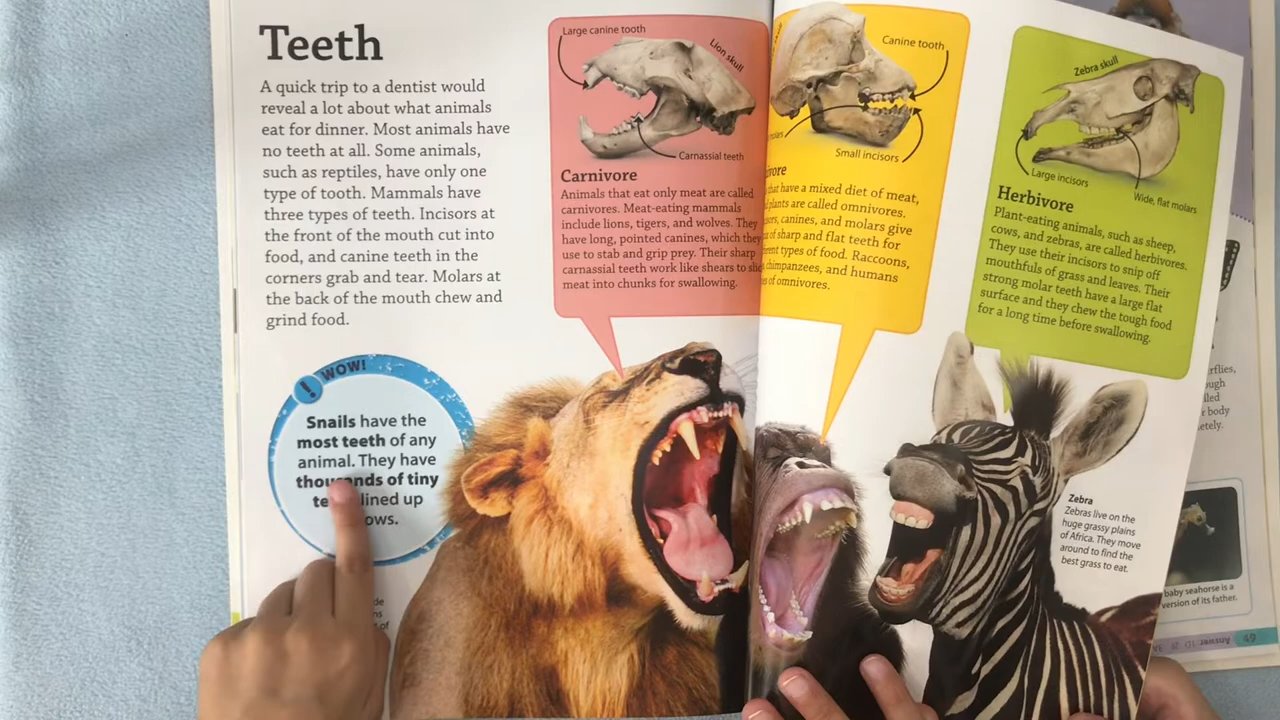 Teeth
A quick trip to a dentist would
reveal a lot about what animals
eat for dinner. Most animals have
no teeth at all. Some animals,
such as reptiles, have only one
type of tooth. Mammals have
three types of teeth. Incisors at
the front of the mouth cut into
food, and canine teeth in the
corners grab and tear. Molars at
the back of the mouth chew and
grind food.
! WOW!
Snails have the
most teeth of any
animal. They have
of tiny
lined up
Large canine tooth
Lion skull
Carnassial teeth
Carnivore
Animals that eat only meat are called
carnivores. Meat-eating mammals
include lions, tigers, and wolves. They
have long, pointed canines, which they
use to stab and grip prey. Their sharp
carnassial teeth work like shears to
meat into chunks for swallowing.
Canine tooth
Small incisors
that have a mixed diet of meat,
plants are called omnivores.
canines, and molars give
of sharp and flat teeth for
types of food. Raccoons,
chimpanzees, and humans
of omnivores.
Zebra skull
Large incisors
Wide, flat molars
Herbivore
Plant-eating animals, such as sheep,
cows, and zebras, are called herbivores.
They use their incisors to snip off
mouthfuls of grass and leaves. Their
strong molar teeth have a large flat
surface and they chew the tough food
for a long time before swallowing.
Zebra
Zebras live on the
huge grassy plains
of Africa. They move
around to find the
best grass to eat.
body
baby seahorse is a
version of its father.
Answer
49